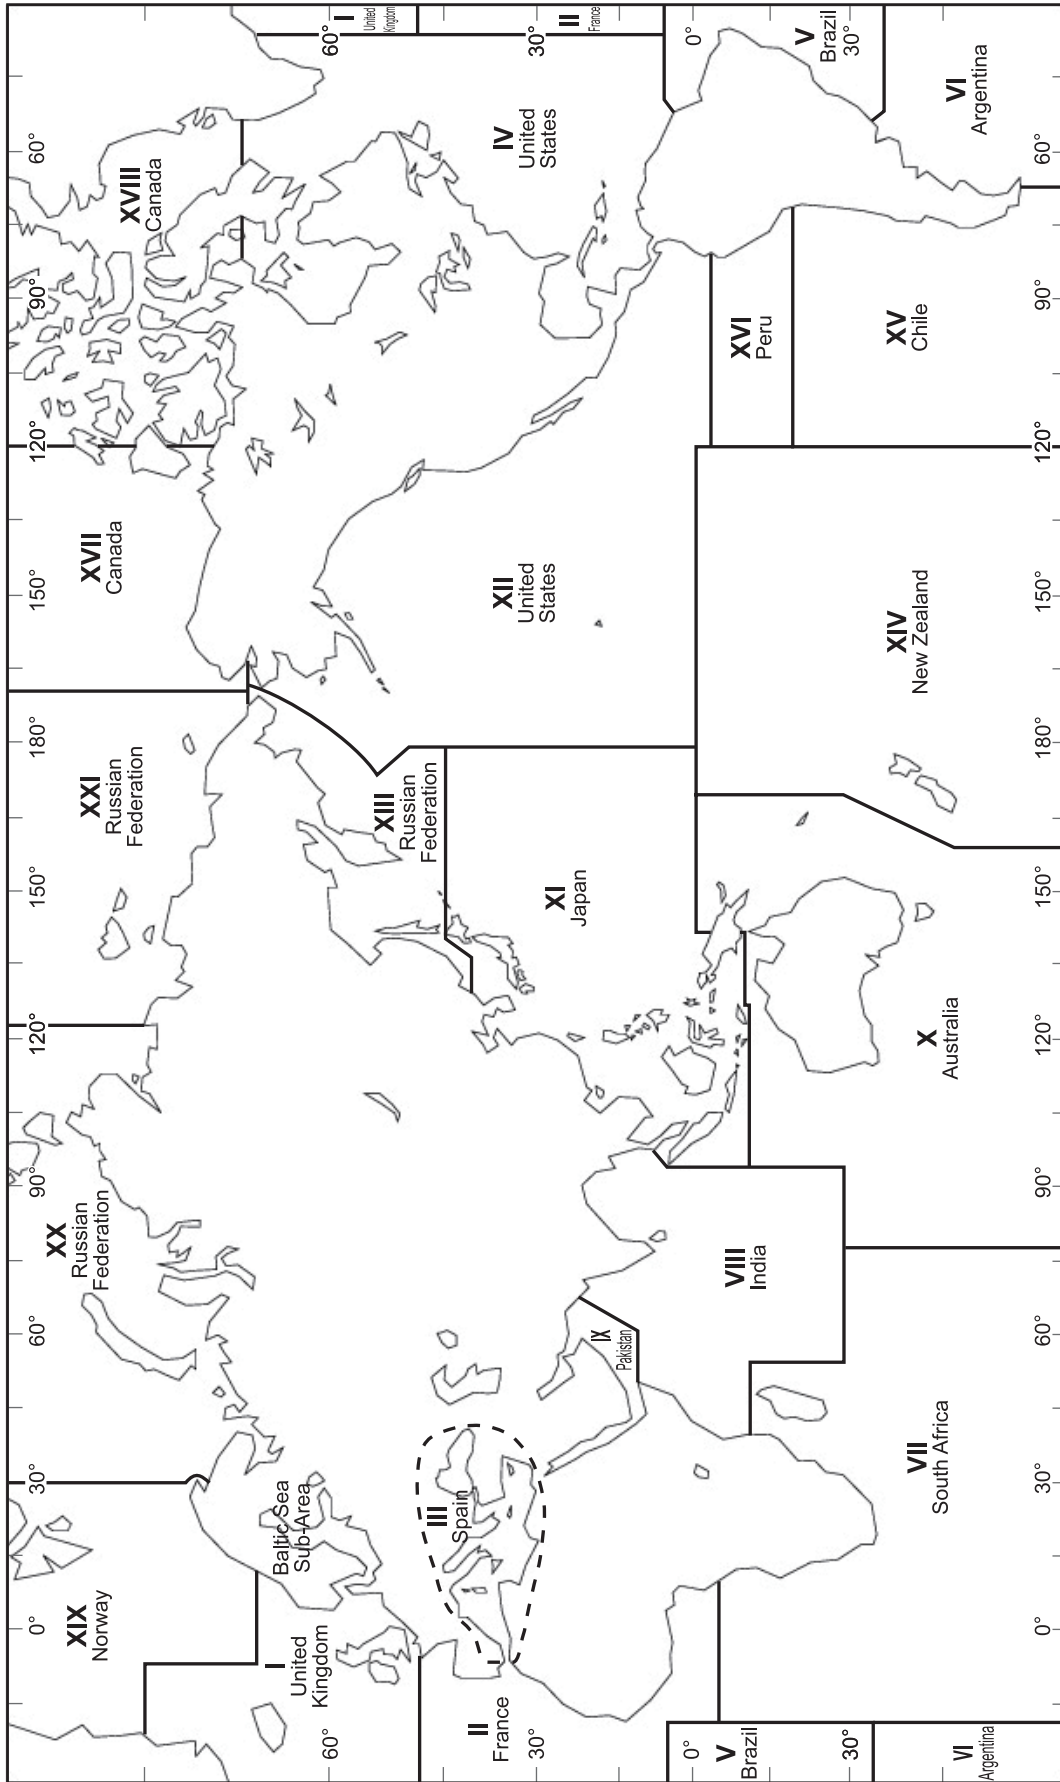 0°
30°
60°
90°
120°
150°
180°
150°
120°
90°
60°
XIX
Norway
XX
Russian
Federation
XXI
Russian
Federation
XVII
Canada
XVIII
Canada
I
United
Kingdom
Baltic Sea
Sub-Area
60°
60°
I
United
Kingdom
II
France
30°
III
Spain
XIII
Russian
Federation
XII
United
States
IV
United
States
30°
II
France
XI
Japan
IX
Pakistan
0°
0°
V
Brazil
VIII
India
XVI
Peru
V
Brazil
30°
30°
VII
South Africa
X
Australia
XIV
New Zealand
XV
Chile
VI
Argentina
VI
Argentina
0°
30°
60°
90°
120°
150°
180°
150°
120°
90°
60°